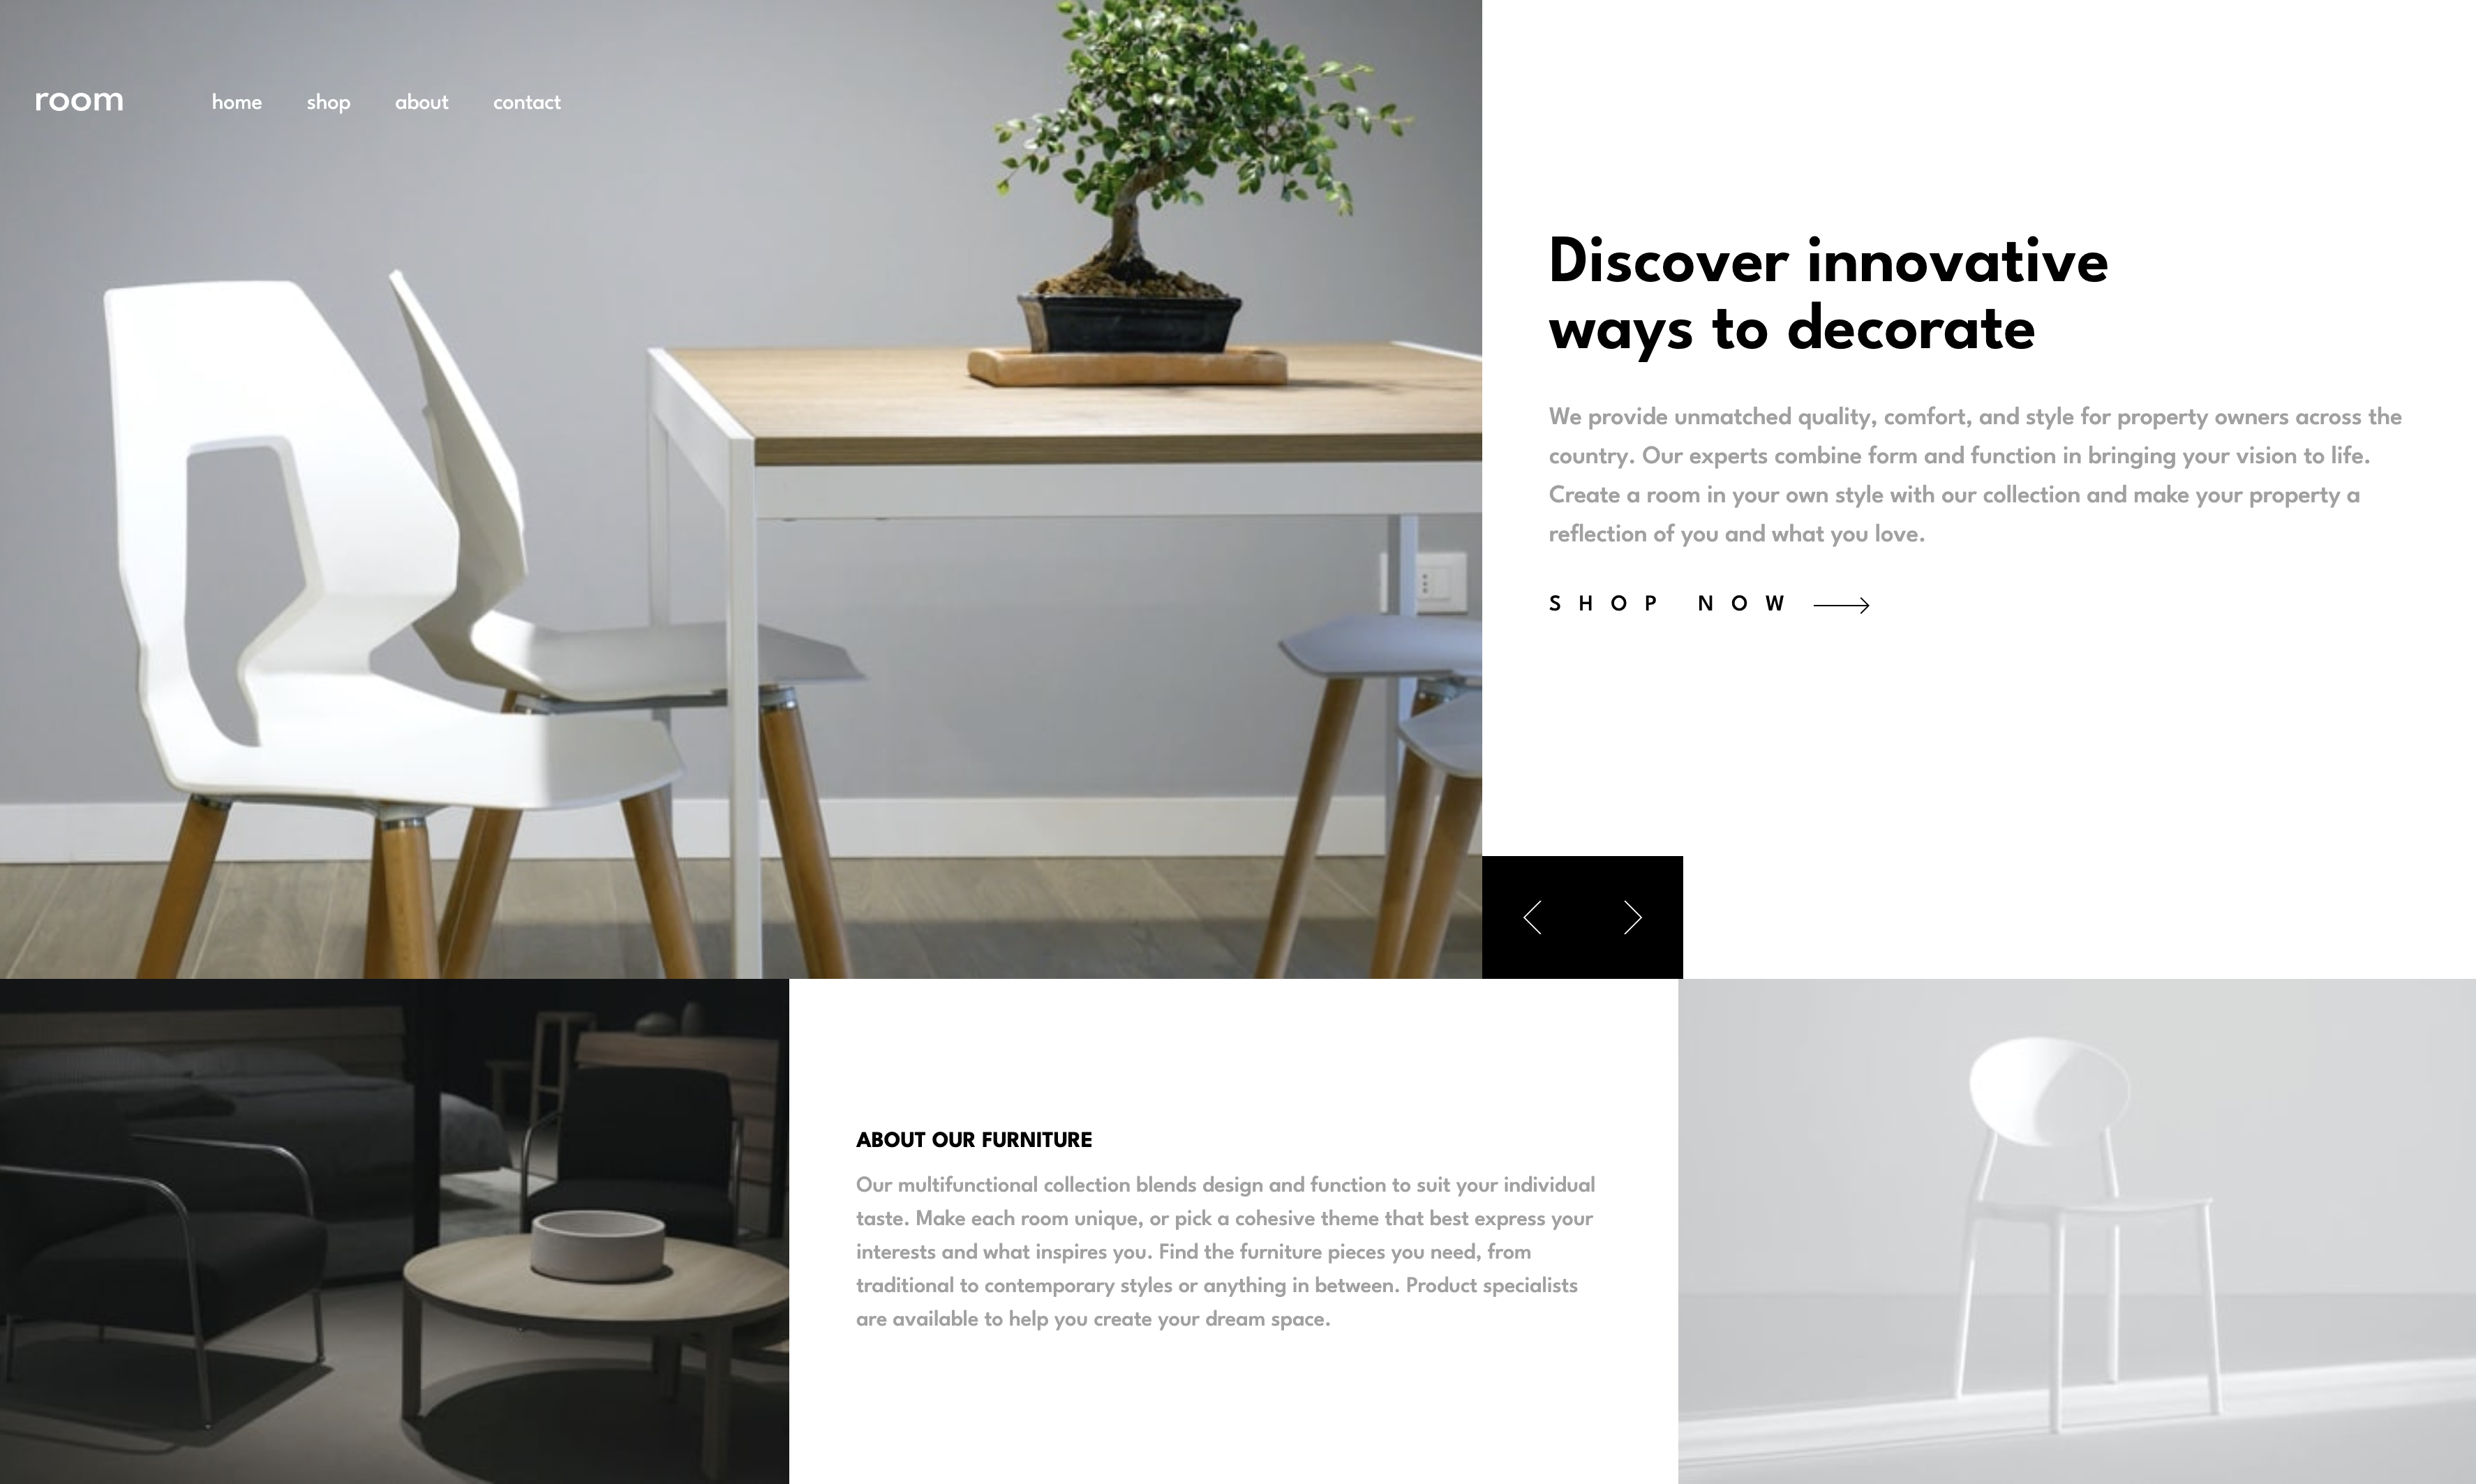 room
home shop about contact
Discover innovative
ways to decorate
We provide unmatched quality, comfort, and style for property owners across the
country. Our experts combine form and function in bringing your vision to life.
Create a room in your own style with our collection and make your property a
reflection of you and what you love.
SHOP NOW
ABOUT OUR FURNITURE
Our multifunctional collection blends design and function to suit your individual
taste. Make each room unique, or pick a cohesive theme that best express your
interests and what inspires you. Find the furniture pieces you need, from
traditional to contemporary styles or anything in between. Product specialists
are available to help you create your dream space.